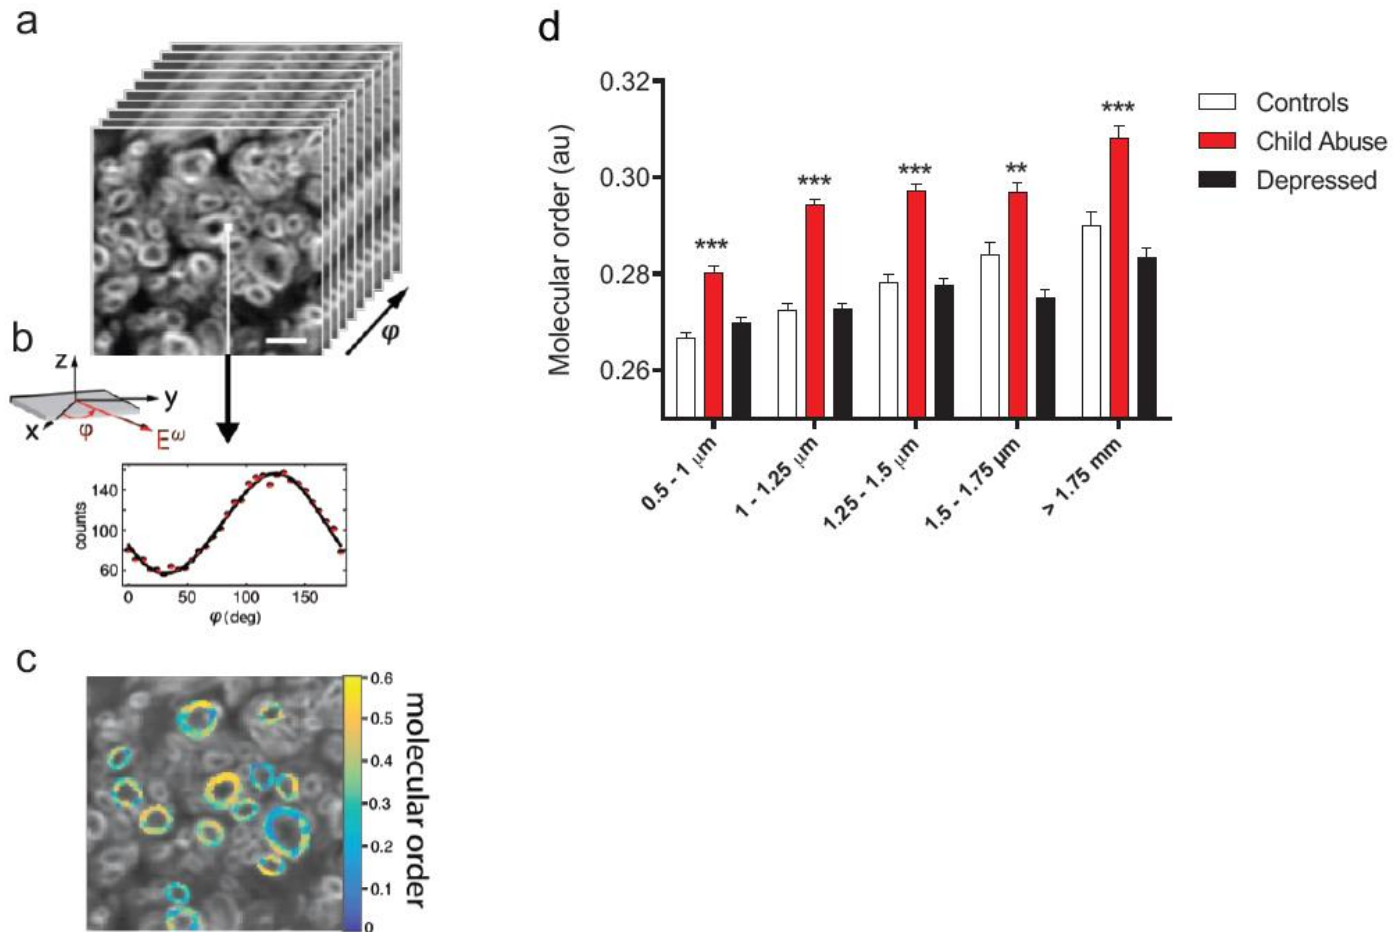 a
φ
b
z
y
x
φ
E^ω
140
100
60
counts
0 50 100 150
φ (deg)
c
0.6
0.5
0.4
0.3
0.2
0.1
0
molecular order
d
Molecular order (au)
0.32
0.30
0.28
0.26
***
***
***
**
***
0.5 - 1 μm
1 - 1.25 μm
1.25 - 1.5 μm
1.5 - 1.75 μm
> 1.75 mm
Controls
Child Abuse
Depressed